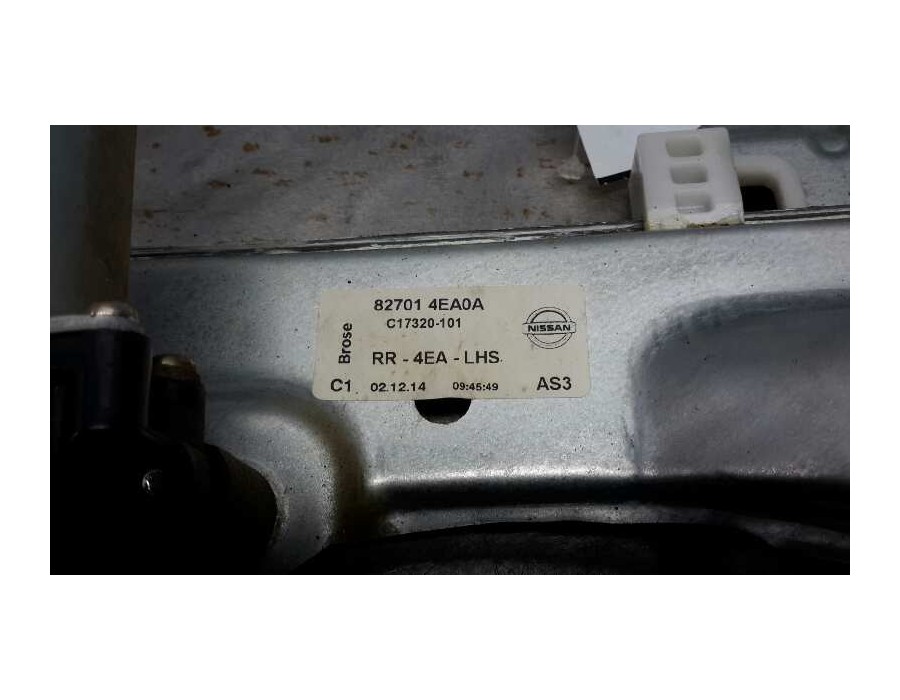 82701 4EA0A
C17320-101
NISSAN
Brose
RR - 4EA - LHS
C1 02.12.14 09:45:49 AS3